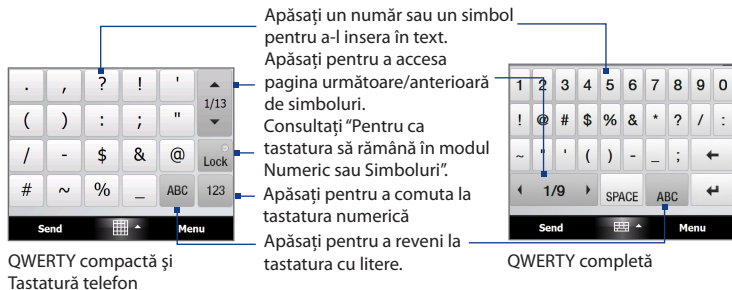 Apăsați un număr sau un simbol
pentru a-l insera în text.
Apăsați pentru a accesa
pagina următoare/anterioară
de simboluri.
Consultați "Pentru ca
tastatura să rămână în modul
Numeric sau Simboluri".
Apăsați pentru a comuta la
tastatura numerică
Apăsați pentru a reveni la
tastatura cu litere.
. , ? ! '
1/13
( ) : ; "
/ - $ & @ Lock
# ~ % _ ABC 123
Send Menu
QWERTY compactă şi
Tastatură telefon
1 2 3 4 5 6 7 8 9 0
! @ # $ % & * ? / :
~ " ' ( ) - _ ;
1/9 SPACE ABC
Send Menu
QWERTY completă